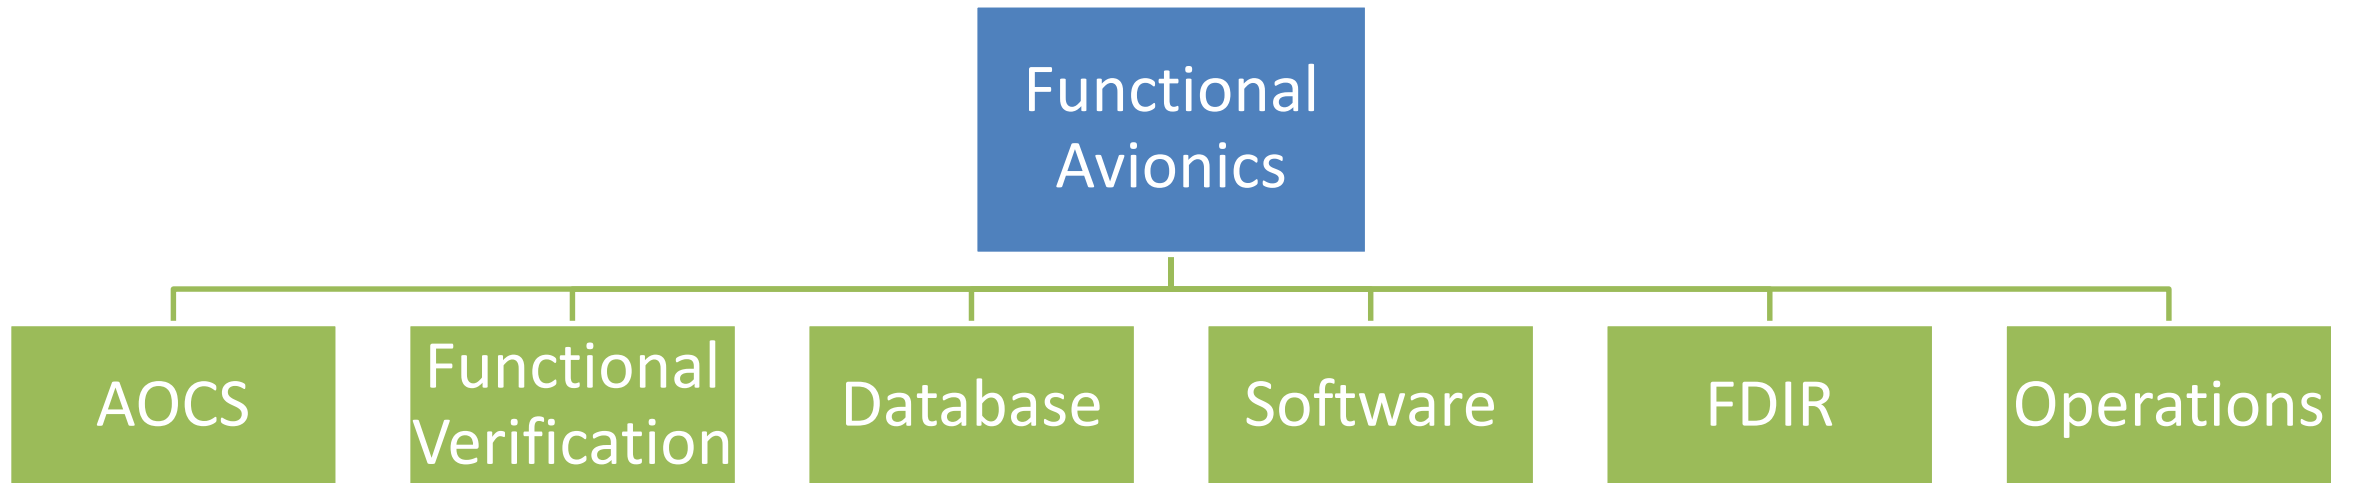 Functional
Avionics
AOCS
Functional
Verification
Database
Software
FDIR
Operations